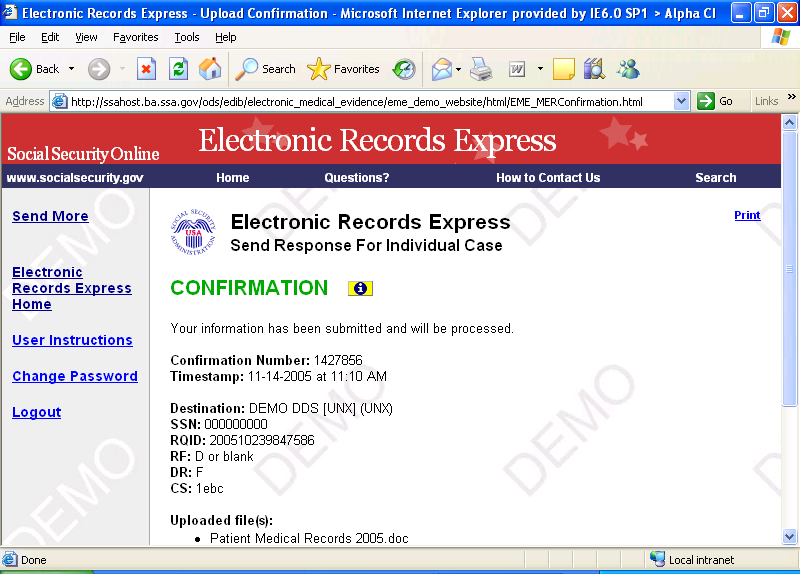 Electronic Records Express - Upload Confirmation - Microsoft Internet Explorer provided by IE6.0 SP1 > Alpha CI
File Edit View Favorites Tools Help
Back Search Favorites
Address http://ssahost.ba.ssa.gov/ods/edib/electronic_medical_evidence/eme_demo_website/html/EME_MERConfirmation.html Go Links »
Social Security Online Electronic Records Express
www.socialsecurity.gov Home Questions? How to Contact Us Search
Send More
Electronic
Records Express
Home
User Instructions
Change Password
Logout
SOCIAL SECURITY
USA
ADMINISTRATION
Electronic Records Express
Send Response For Individual Case
Print
CONFIRMATION
Your information has been submitted and will be processed.
Confirmation Number: 1427856
Timestamp: 11-14-2005 at 11:10 AM
Destination: DEMO DDS [UNX] (UNX)
SSN: 000000000
RQID: 200510239847586
RF: D or blank
DR: F
CS: 1ebc
Uploaded file(s):
• Patient Medical Records 2005.doc
DEMO
DEMO
DEMO
DEMO
DEMO
DEMO
Done Local intranet